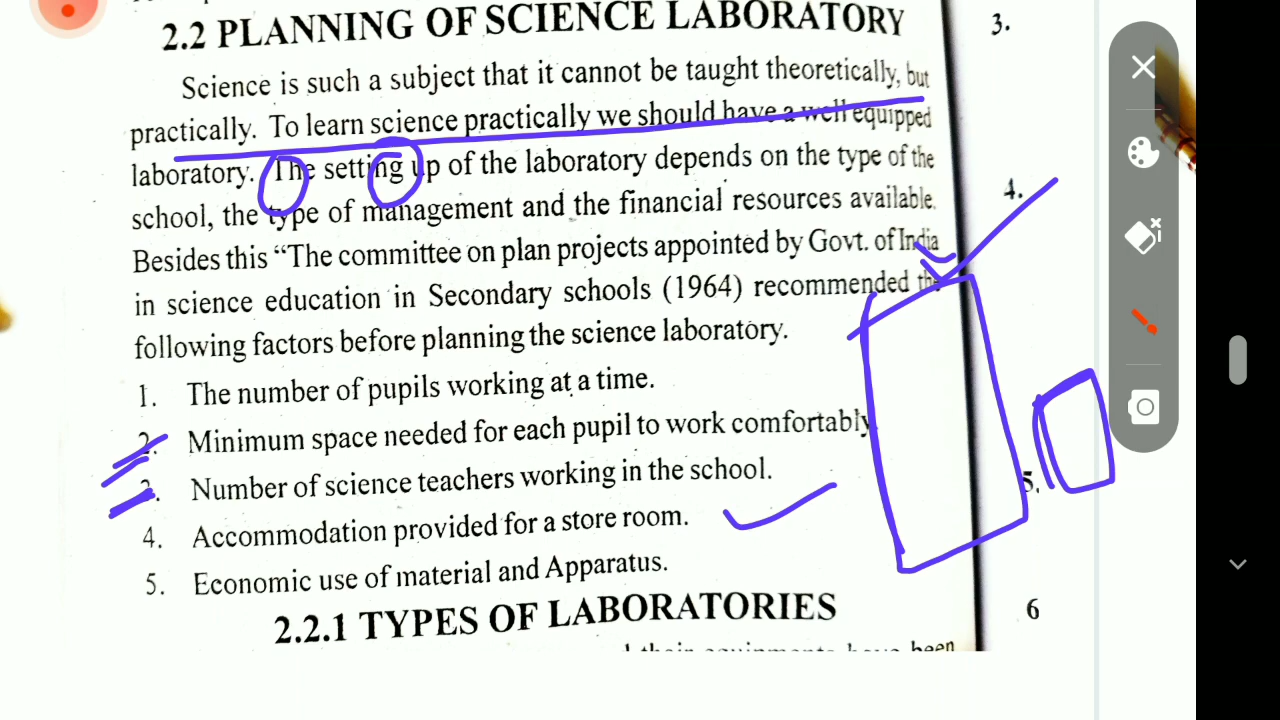 2.2 PLANNING OF SCIENCE LABORATORY
Science is such a subject that it cannot be taught theoretically, but
practically. To learn science practically we should have a well equipped
laboratory. The setting up of the laboratory depends on the type of the
school, the type of management and the financial resources available.
Besides this “The committee on plan projects appointed by Govt. of India
in science education in Secondary schools (1964) recommended the
following factors before planning the science laboratory.
1. The number of pupils working at a time.
2. Minimum space needed for each pupil to work comfortably
3. Number of science teachers working in the school.
4. Accommodation provided for a store room.
5. Economic use of material and Apparatus.
2.2.1 TYPES OF LABORATORIES
3.
4.
5.
6